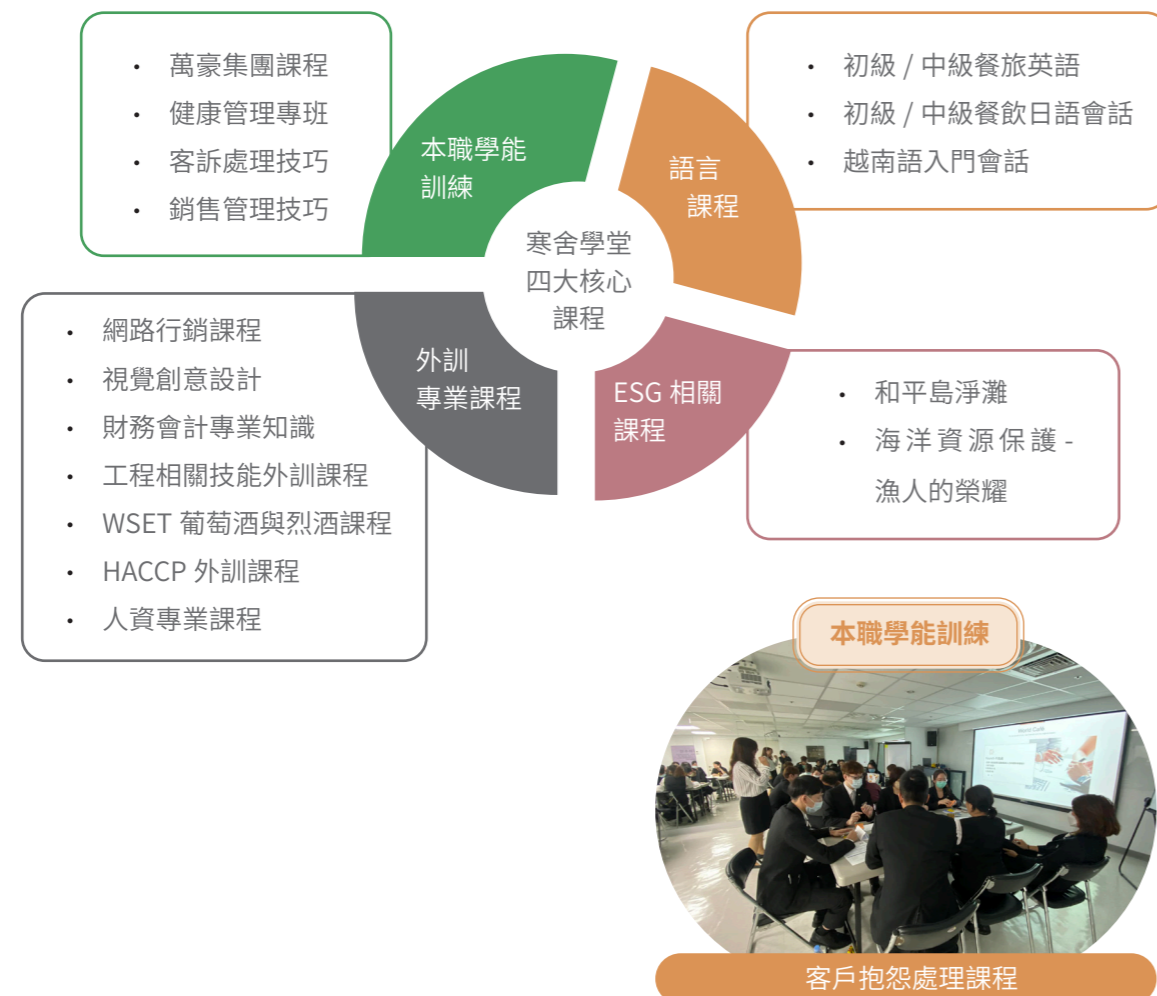 萬豪集團課程
健康管理專班
客訴處理技巧
銷售管理技巧
本職學能
訓練
語言
課程
初級 / 中級餐旅英語
初級 / 中級餐飲日語會話
越南語入門會話
寒舍學堂
四大核心
課程
網路行銷課程
視覺創意設計
財務會計專業知識
工程相關技能外訓課程
WSET 葡萄酒與烈酒課程
HACCP 外訓課程
人資專業課程
外訓
專業課程
ESG 相關
課程
和平島淨灘
海洋資源保護 -
漁人的榮耀
本職學能訓練
World Café
客戶抱怨處理課程